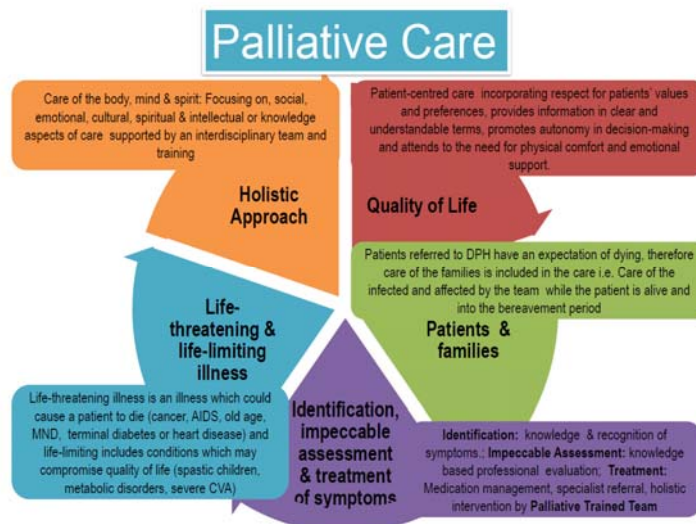 Palliative Care
Care of the body, mind & spirit: Focusing on, social,
emotional, cultural, spiritual & intellectual or knowledge
aspects of care supported by an interdisciplinary team and
training
Holistic
Approach
Patient-centred care incorporating respect for patients' values
and preferences, provides information in clear and
understandable terms, promotes autonomy in decision-making
and attends to the need for physical comfort and emotional
support.
Quality of Life
Patients referred to DPH have an expectation of dying, therefore
care of the families is included in the care i.e. Care of the
infected and affected by the team while the patient is alive and
into the bereavement period
Patients &
families
Identification,
impeccable
assessment
& treatment
of symptoms
Identification: knowledge & recognition of
symptoms.; Impeccable Assessment: knowledge
based professional evaluation; Treatment:
Medication management, specialist referral, holistic
intervention by Palliative Trained Team
Life-
threatening &
life-limiting
illness
Life-threatening illness is an illness which could
cause a patient to die (cancer, AIDS, old age,
MND, terminal diabetes or heart disease) and
life-limiting includes conditions which may
compromise quality of life (spastic children,
metabolic disorders, severe CVA)